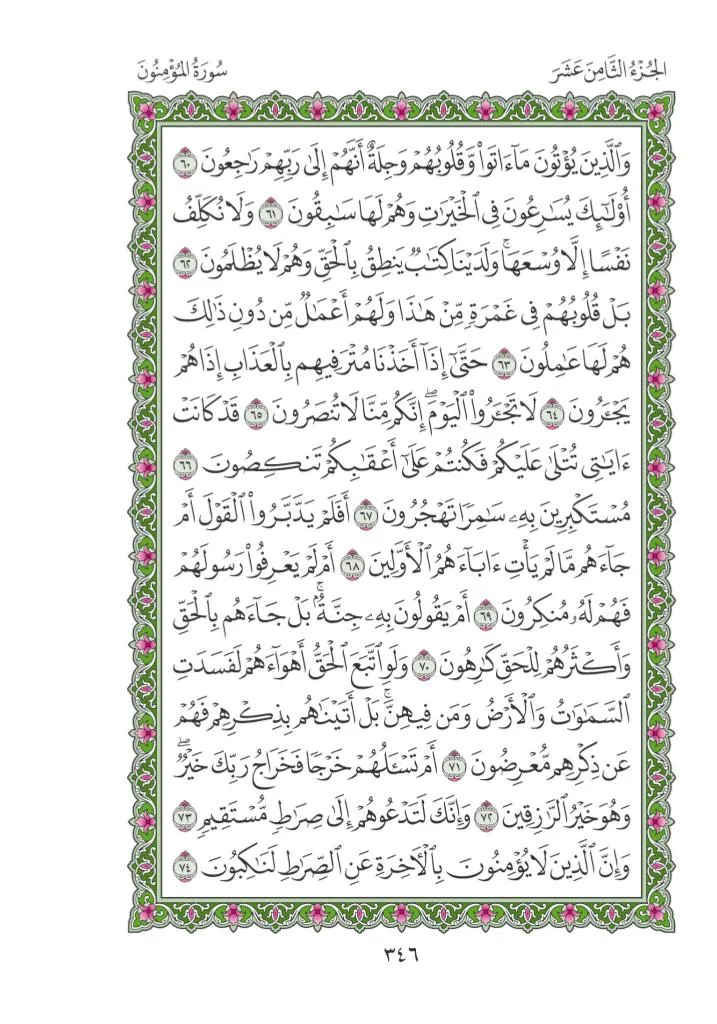 الجُزْءُ الثَّامِنَ عَشَرَ
سُورَةُ المُؤْمِنُونَ
وَٱلَّذِينَ يُؤْتُونَ مَآ ءَاتَوا۟ وَّقُلُوبُهُمْ وَجِلَةٌ أَنَّهُمْ إِلَىٰ رَبِّهِمْ رَٰجِعُونَ ٦٠
أُو۟لَٰٓئِكَ يُسَٰرِعُونَ فِى ٱلْخَيْرَٰتِ وَهُمْ لَهَا سَٰبِقُونَ ٦١ وَلَا نُكَلِّفُ
نَفْسًا إِلَّا وُسْعَهَا ۚ وَلَدَيْنَا كِتَٰبٌ يَنطِقُ بِٱلْحَقِّ وَهُمْ لَا يُظْلَمُونَ ٦٢
بَلْ قُلُوبُهُمْ فِى غَمْرَةٍ مِّنْ هَٰذَا وَلَهُمْ أَعْمَٰلٌ مِّن دُونِ ذَٰلِكَ
هُمْ لَهَا عَٰمِلُونَ ٦٣ حَتَّىٰٓ إِذَآ أَخَذْنَا مُتْرَفِيهِم بِٱلْعَذَابِ إِذَا هُمْ
يَجْـَٔرُونَ ٦٤ لَا تَجْـَٔرُوا۟ ٱلْيَوْمَ ۖ إِنَّكُم مِّنَّا لَا تُنصَرُونَ ٦٥ قَدْ كَانَتْ
ءَايَٰتِى تُتْلَىٰ عَلَيْكُمْ فَكُنتُمْ عَلَىٰٓ أَعْقَٰبِكُمْ تَنكِصُونَ ٦٦
مُسْتَكْبِرِينَ بِهِۦ سَٰمِرًا تَهْجُرُونَ ٦٧ أَفَلَمْ يَدَّبَّرُوا۟ ٱلْقَوْلَ أَمْ
جَآءَهُم مَّا لَمْ يَأْتِ ءَابَآءَهُمُ ٱلْأَوَّلِينَ ٦٨ أَمْ لَمْ يَعْرِفُوا۟ رَسُولَهُمْ
فَهُمْ لَهُۥ مُنكِرُونَ ٦٩ أَمْ يَقُولُونَ بِهِۦ جِنَّةٌۢ ۚ بَلْ جَآءَهُم بِٱلْحَقِّ
وَأَكْثَرُهُمْ لِلْحَقِّ كَٰرِهُونَ ٧٠ وَلَوِ ٱتَّبَعَ ٱلْحَقُّ أَهْوَآءَهُمْ لَفَسَدَتِ
ٱلسَّمَٰوَٰتُ وَٱلْأَرْضُ وَمَن فِيهِنَّ ۚ بَلْ أَتَيْنَٰهُم بِذِكْرِهِمْ فَهُمْ
عَن ذِكْرِهِم مُّعْرِضُونَ ٧١ أَمْ تَسْـَٔلُهُمْ خَرْجًا فَخَرَاجُ رَبِّكَ خَيْرٌ ۖ
وَهُوَ خَيْرُ ٱلرَّٰزِقِينَ ٧٢ وَإِنَّكَ لَتَدْعُوهُمْ إِلَىٰ صِرَٰطٍ مُّسْتَقِيمٍ ٧٣
وَإِنَّ ٱلَّذِينَ لَا يُؤْمِنُونَ بِٱلْءَاخِرَةِ عَنِ ٱلصِّرَٰطِ لَنَٰكِبُونَ ٧٤
٣٤٦